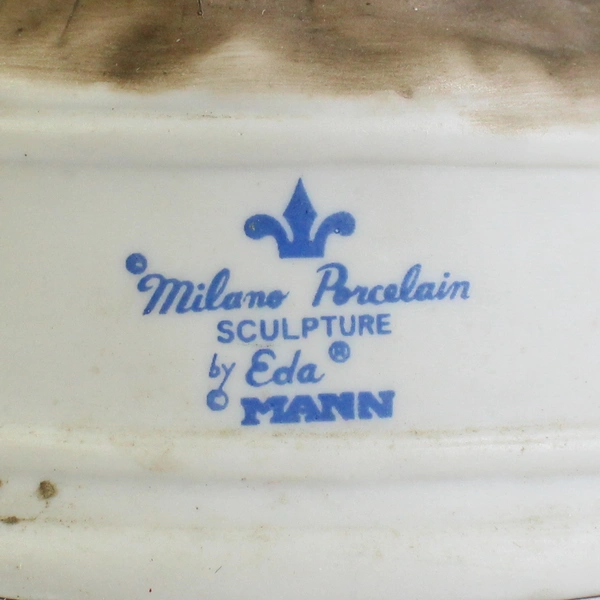 © Milano Porcelain
SCULPTURE
by Eda ®
© MANN